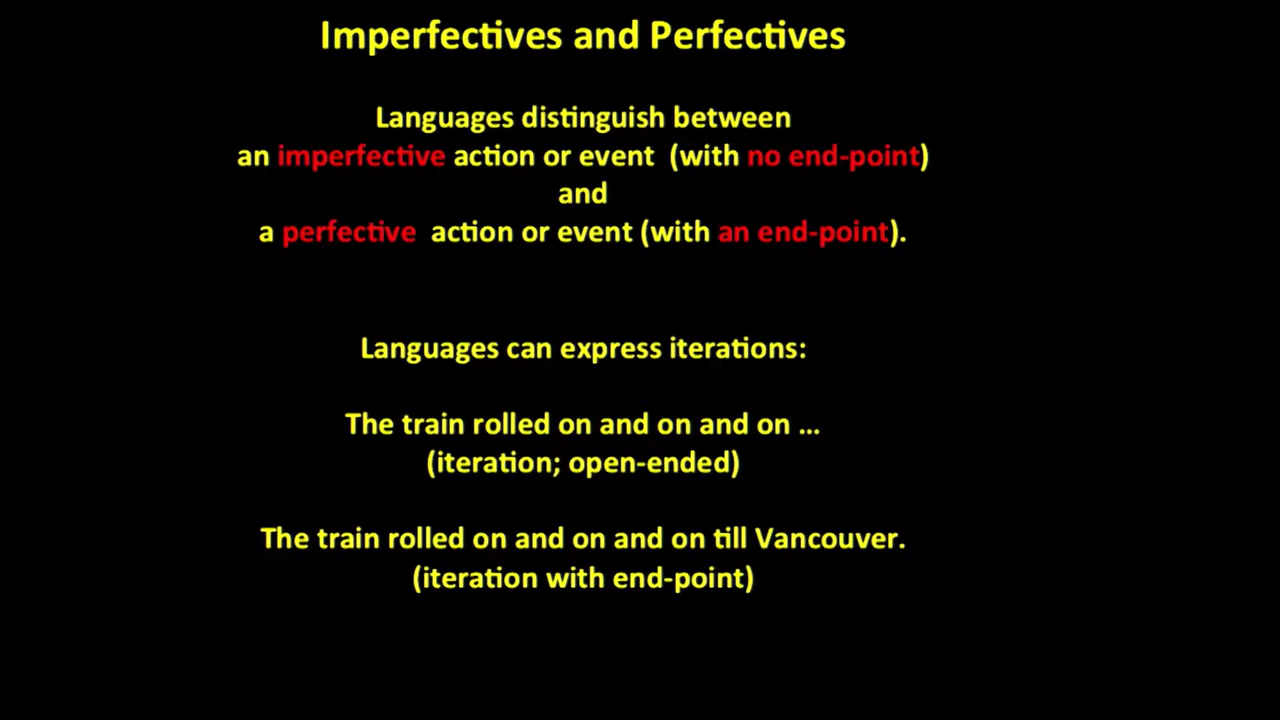 Imperfectives and Perfectives
Languages distinguish between
an imperfective action or event (with no end-point)
and
a perfective action or event (with an end-point).
Languages can express iterations:
The train rolled on and on and on ...
(iteration; open-ended)
The train rolled on and on and on till Vancouver.
(iteration with end-point)